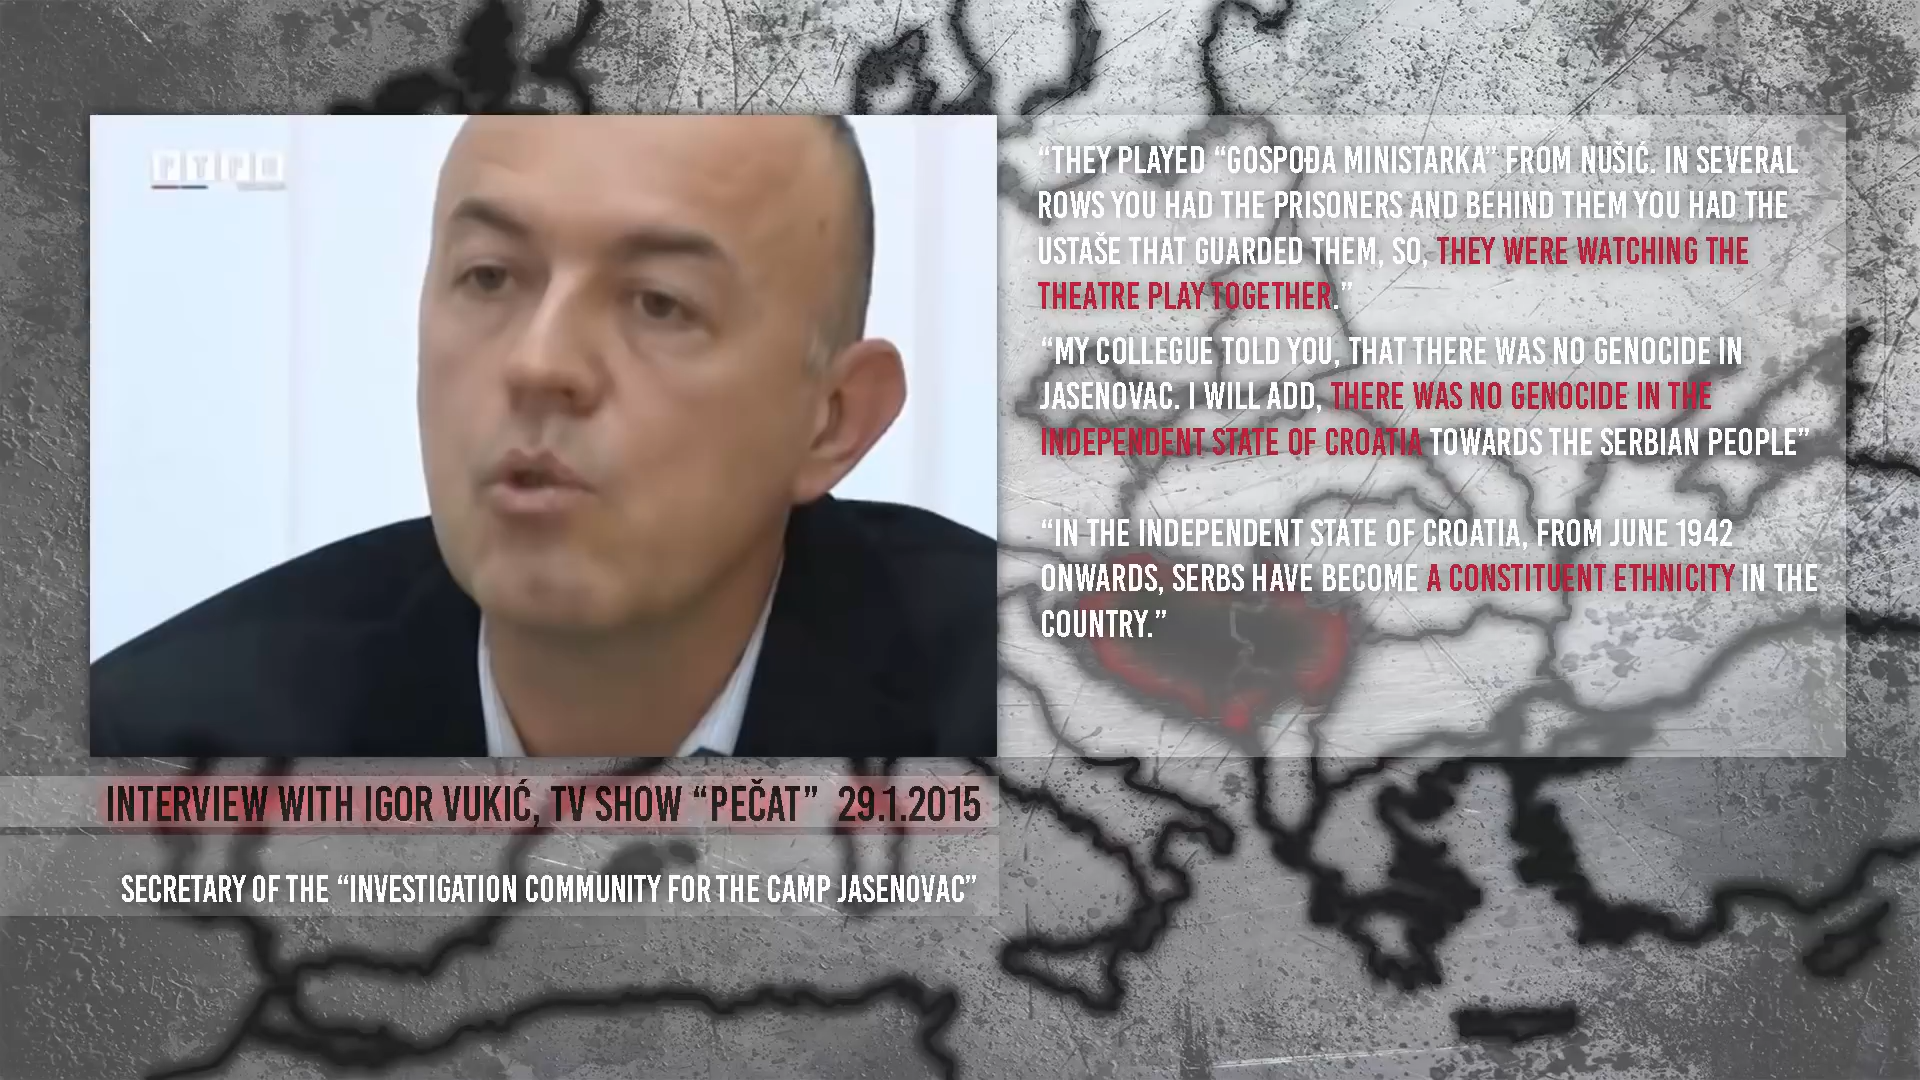 РТРС
“THEY PLAYED “GOSPOĐA MINISTARKA” FROM NUŠIĆ. IN SEVERAL
ROWS YOU HAD THE PRISONERS AND BEHIND THEM YOU HAD THE
USTAŠE THAT GUARDED THEM, SO, THEY WERE WATCHING THE
THEATRE PLAY TOGETHER.”
“MY COLLEGUE TOLD YOU, THAT THERE WAS NO GENOCIDE IN
JASENOVAC. I WILL ADD, THERE WAS NO GENOCIDE IN THE
INDEPENDENT STATE OF CROATIA TOWARDS THE SERBIAN PEOPLE”
“IN THE INDEPENDENT STATE OF CROATIA, FROM JUNE 1942
ONWARDS, SERBS HAVE BECOME A CONSTITUENT ETHNICITY IN THE
COUNTRY.”
INTERVIEW WITH IGOR VUKIĆ, TV SHOW “PEČAT” 29.1.2015
SECRETARY OF THE “INVESTIGATION COMMUNITY FOR THE CAMP JASENOVAC”